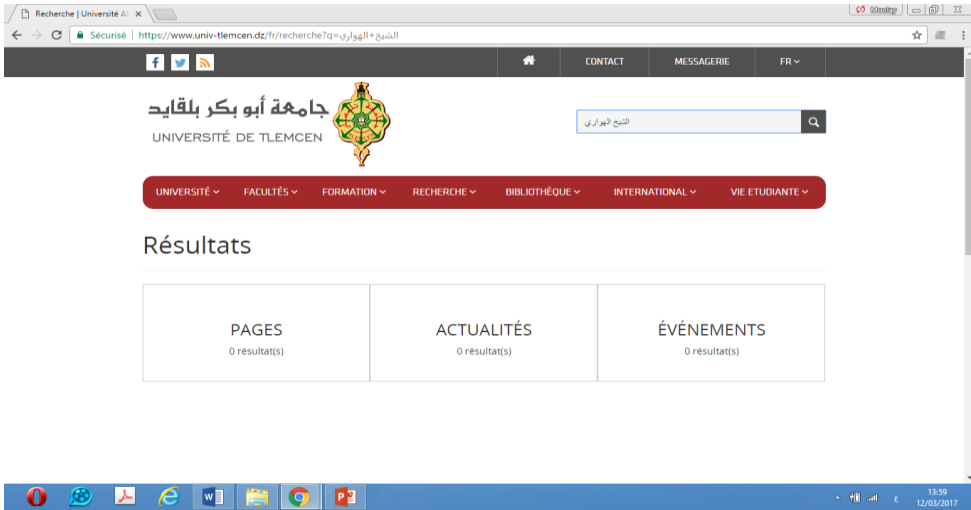 Recherche | Université A
Moulay
Sécurisé
https://www.univ-tlemcen.dz/fr/recherche?q=الشيخ+الهواري
CONTACT
MESSAGERIE
FR
جامعة أبو بكر بلقايد
UNIVERSITÉ DE TLEMCEN
الشيخ الهواري
UNIVERSITÉ
FACULTÉS
FORMATION
RECHERCHE
BIBLIOTHÈQUE
INTERNATIONAL
VIE ETUDIANTE
Résultats
PAGES
0 résultat(s)
ACTUALITÉS
0 résultat(s)
ÉVÉNEMENTS
0 résultat(s)
ع
13:59
12/03/2017